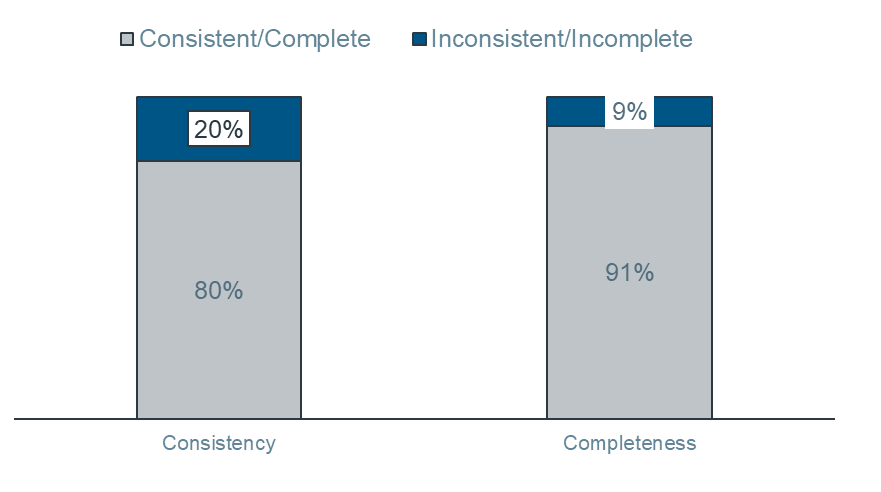 Consistent/Complete Inconsistent/Incomplete
20% 9%
80% 91%
Consistency Completeness